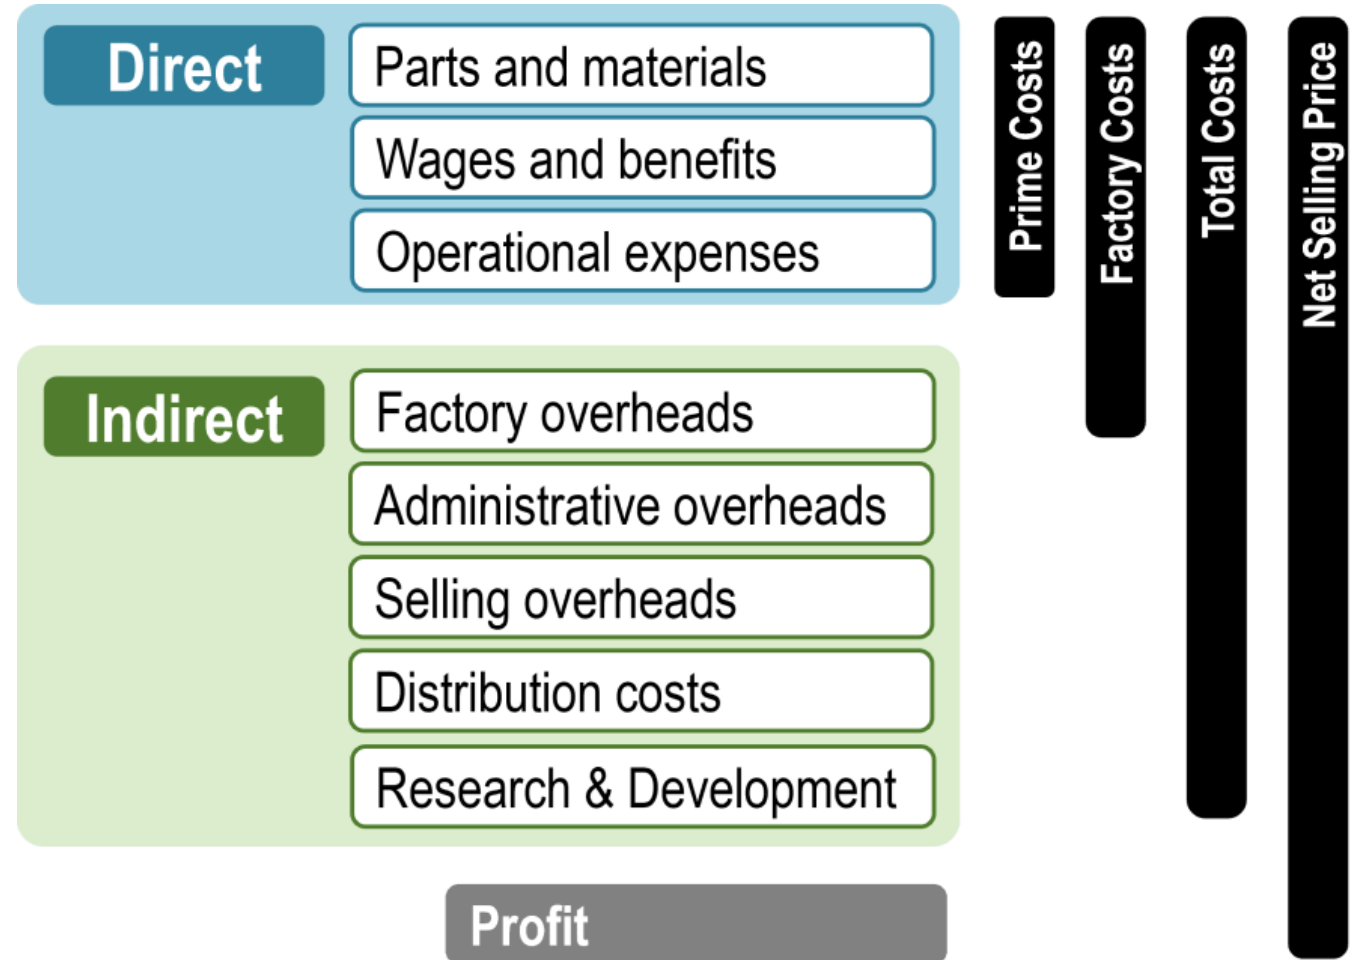 Direct
Parts and materials
Wages and benefits
Operational expenses
Indirect
Factory overheads
Administrative overheads
Selling overheads
Distribution costs
Research & Development
Profit
Prime Costs
Factory Costs
Total Costs
Net Selling Price